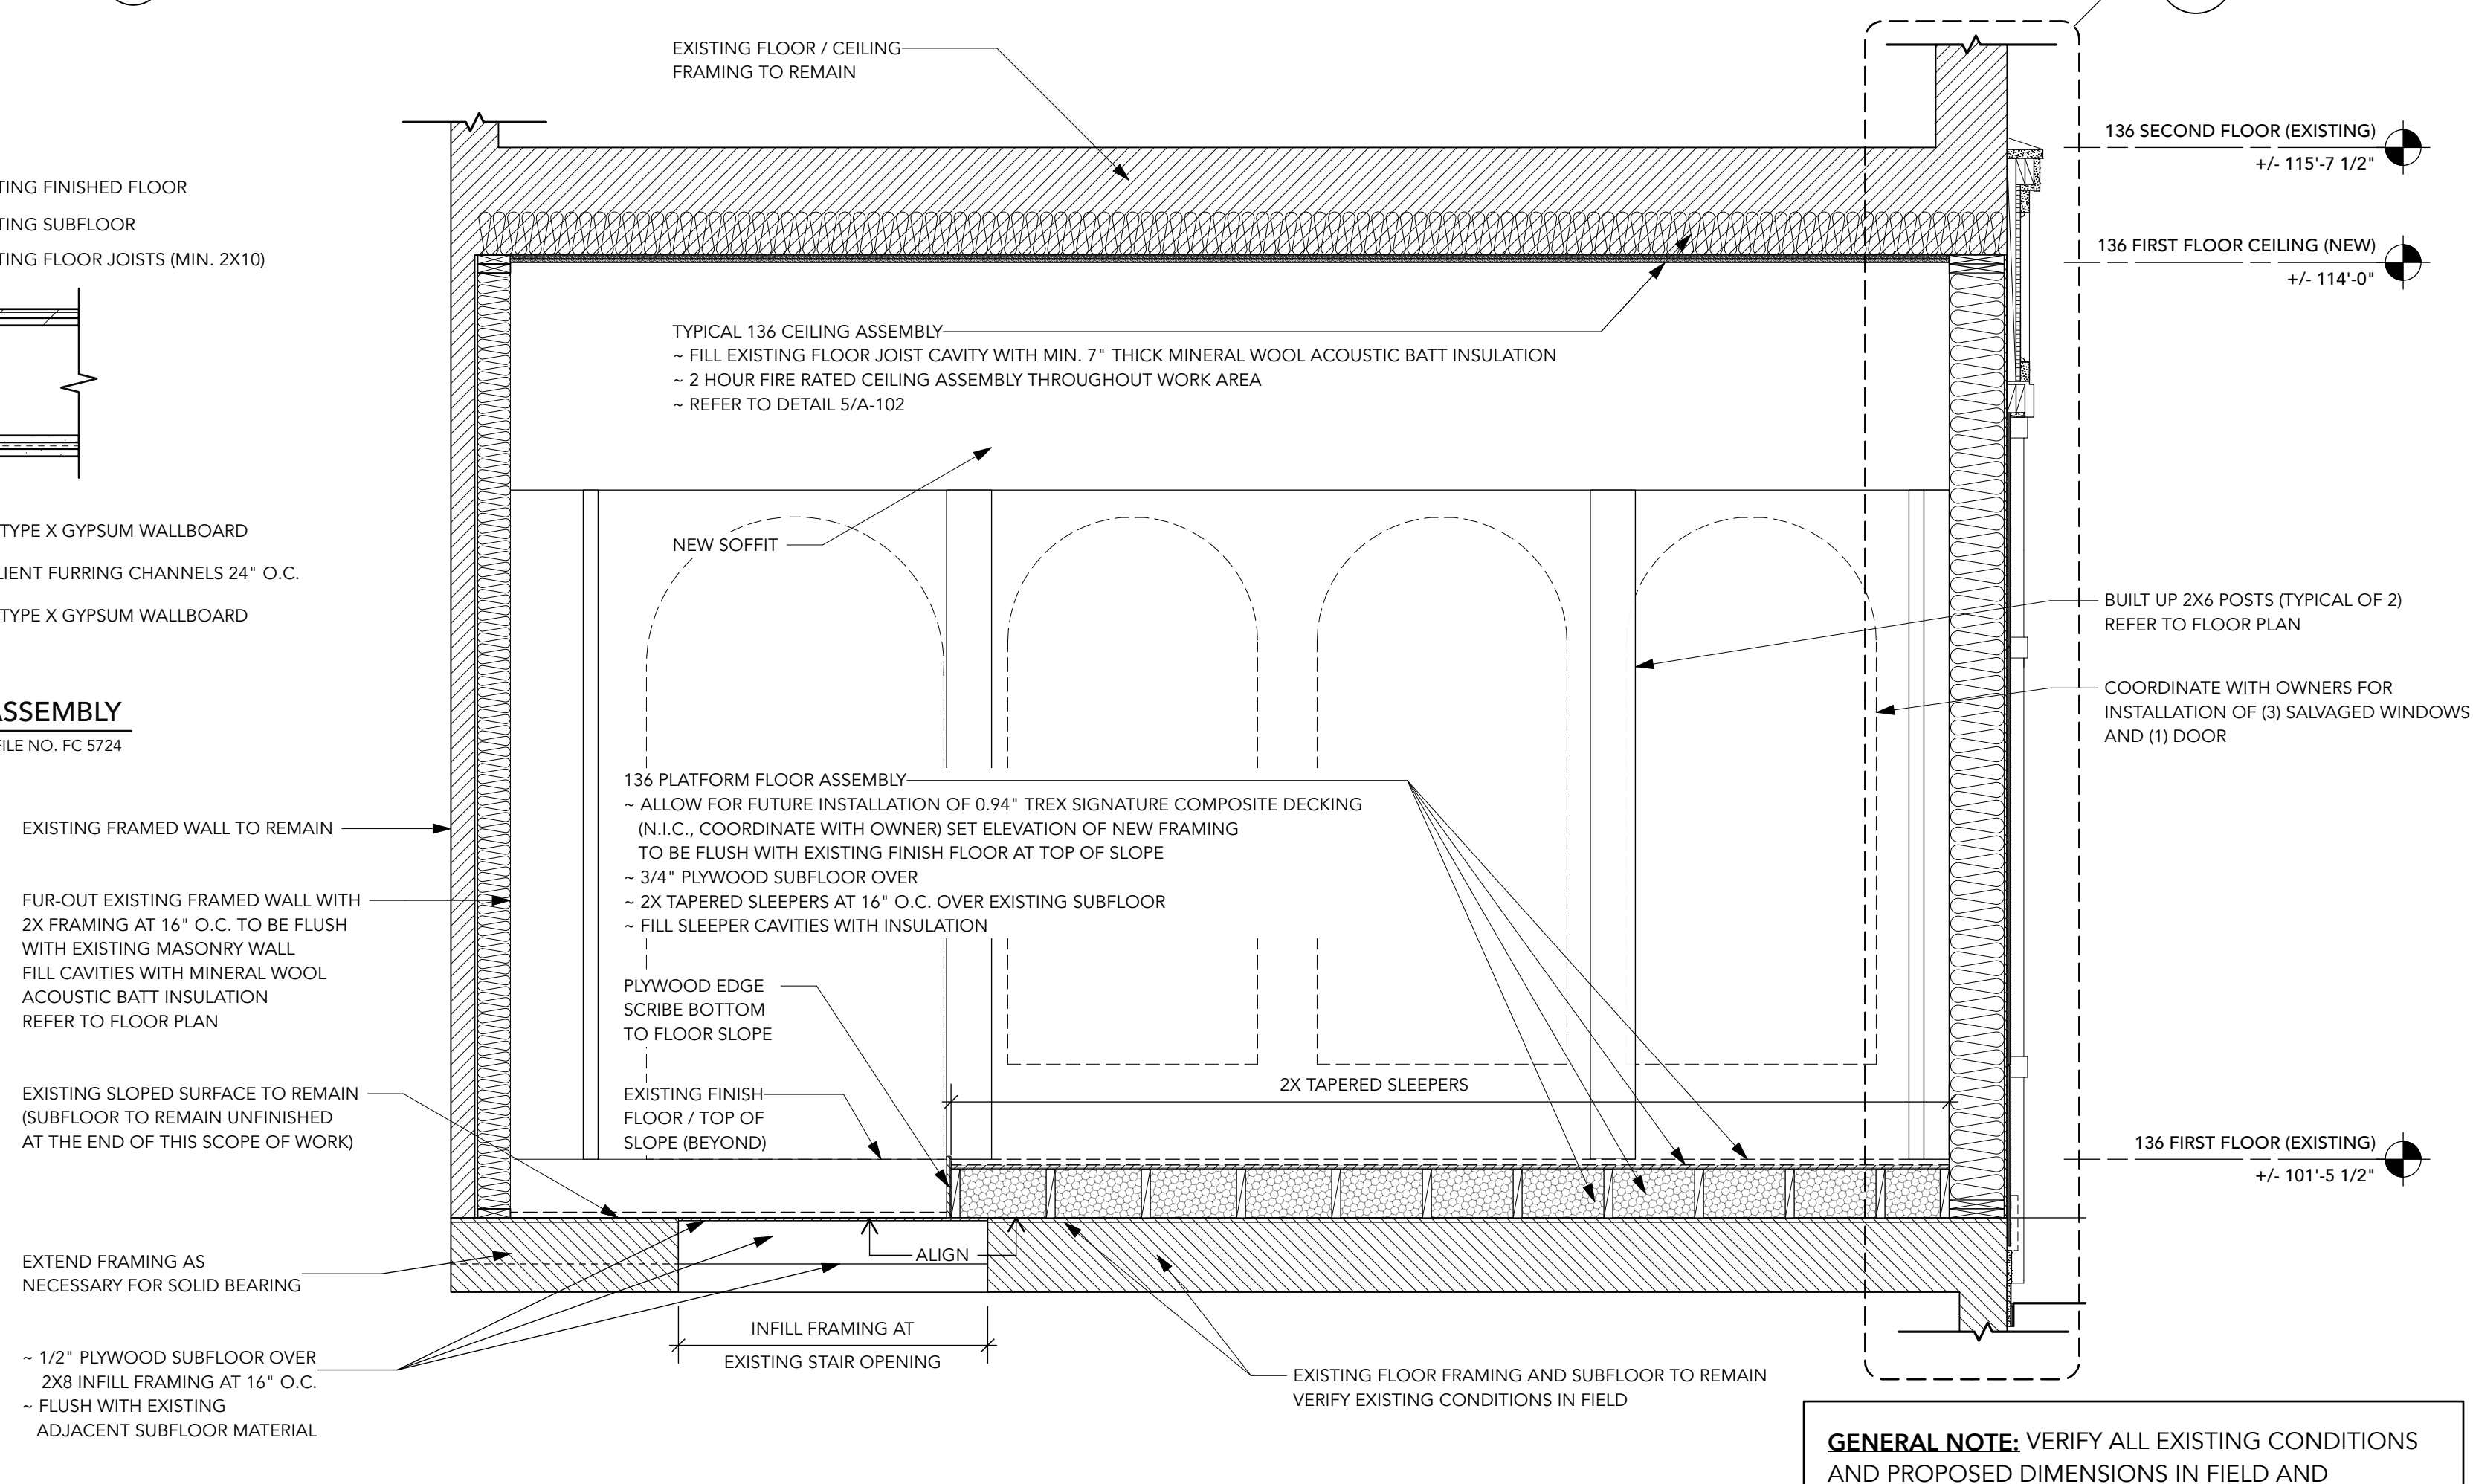 EXISTING FLOOR / CEILING
FRAMING TO REMAIN
136 SECOND FLOOR (EXISTING)
+/- 115'-7 1/2"
136 FIRST FLOOR CEILING (NEW)
+/- 114'-0"
FINISHED FLOOR
SUBFLOOR
FLOOR JOISTS (MIN. 2X10)
TYPE X GYPSUM WALLBOARD
FURRING CHANNELS 24" O.C.
TYPE X GYPSUM WALLBOARD
FILE NO. FC 5724
TYPICAL 136 CEILING ASSEMBLY
~ FILL EXISTING FLOOR JOIST CAVITY WITH MIN. 7" THICK MINERAL WOOL ACOUSTIC BATT INSULATION
~ 2 HOUR FIRE RATED CEILING ASSEMBLY THROUGHOUT WORK AREA
~ REFER TO DETAIL 5/A-102
NEW SOFFIT
BUILT UP 2X6 POSTS (TYPICAL OF 2)
REFER TO FLOOR PLAN
COORDINATE WITH OWNERS FOR
INSTALLATION OF (3) SALVAGED WINDOWS
AND (1) DOOR
136 PLATFORM FLOOR ASSEMBLY
~ ALLOW FOR FUTURE INSTALLATION OF 0.94" TREX SIGNATURE COMPOSITE DECKING
(N.I.C., COORDINATE WITH OWNER) SET ELEVATION OF NEW FRAMING
TO BE FLUSH WITH EXISTING FINISH FLOOR AT TOP OF SLOPE
~ 3/4" PLYWOOD SUBFLOOR OVER
~ 2X TAPERED SLEEPERS AT 16" O.C. OVER EXISTING SUBFLOOR
~ FILL SLEEPER CAVITIES WITH INSULATION
EXISTING FRAMED WALL TO REMAIN
FUR-OUT EXISTING FRAMED WALL WITH
2X FRAMING AT 16" O.C. TO BE FLUSH
WITH EXISTING MASONRY WALL
FILL CAVITIES WITH MINERAL WOOL
ACOUSTIC BATT INSULATION
REFER TO FLOOR PLAN
PLYWOOD EDGE
SCRIBE BOTTOM
TO FLOOR SLOPE
EXISTING SLOPED SURFACE TO REMAIN
(SUBFLOOR TO REMAIN UNFINISHED
AT THE END OF THIS SCOPE OF WORK)
EXISTING FINISH
FLOOR / TOP OF
SLOPE (BEYOND)
2X TAPERED SLEEPERS
136 FIRST FLOOR (EXISTING)
+/- 101'-5 1/2"
EXTEND FRAMING AS
NECESSARY FOR SOLID BEARING
ALIGN
~ 1/2" PLYWOOD SUBFLOOR OVER
2X8 INFILL FRAMING AT 16" O.C.
~ FLUSH WITH EXISTING
ADJACENT SUBFLOOR MATERIAL
INFILL FRAMING AT
EXISTING STAIR OPENING
EXISTING FLOOR FRAMING AND SUBFLOOR TO REMAIN
VERIFY EXISTING CONDITIONS IN FIELD
GENERAL NOTE: VERIFY ALL EXISTING CONDITIONS
AND PROPOSED DIMENSIONS IN FIELD AND